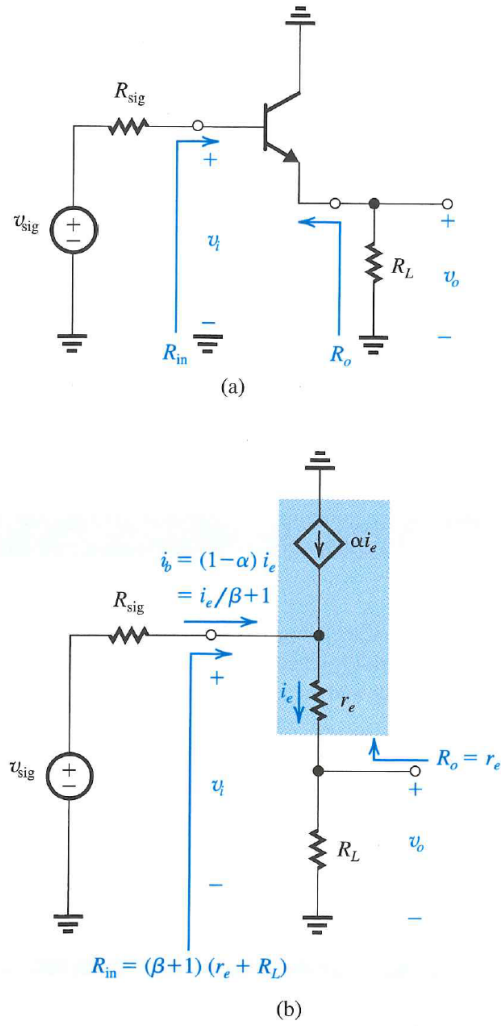 R_sig
v_sig
+
−
+
v_i
−
R_in
R_o
R_L
+
v_o
−
(a)
αi_e
i_b = (1−α) i_e
= i_e/β+1
R_sig
+
i_e
r_e
R_o = r_e
v_sig
+
−
v_i
−
R_L
+
v_o
−
R_in = (β+1) (r_e + R_L)
(b)